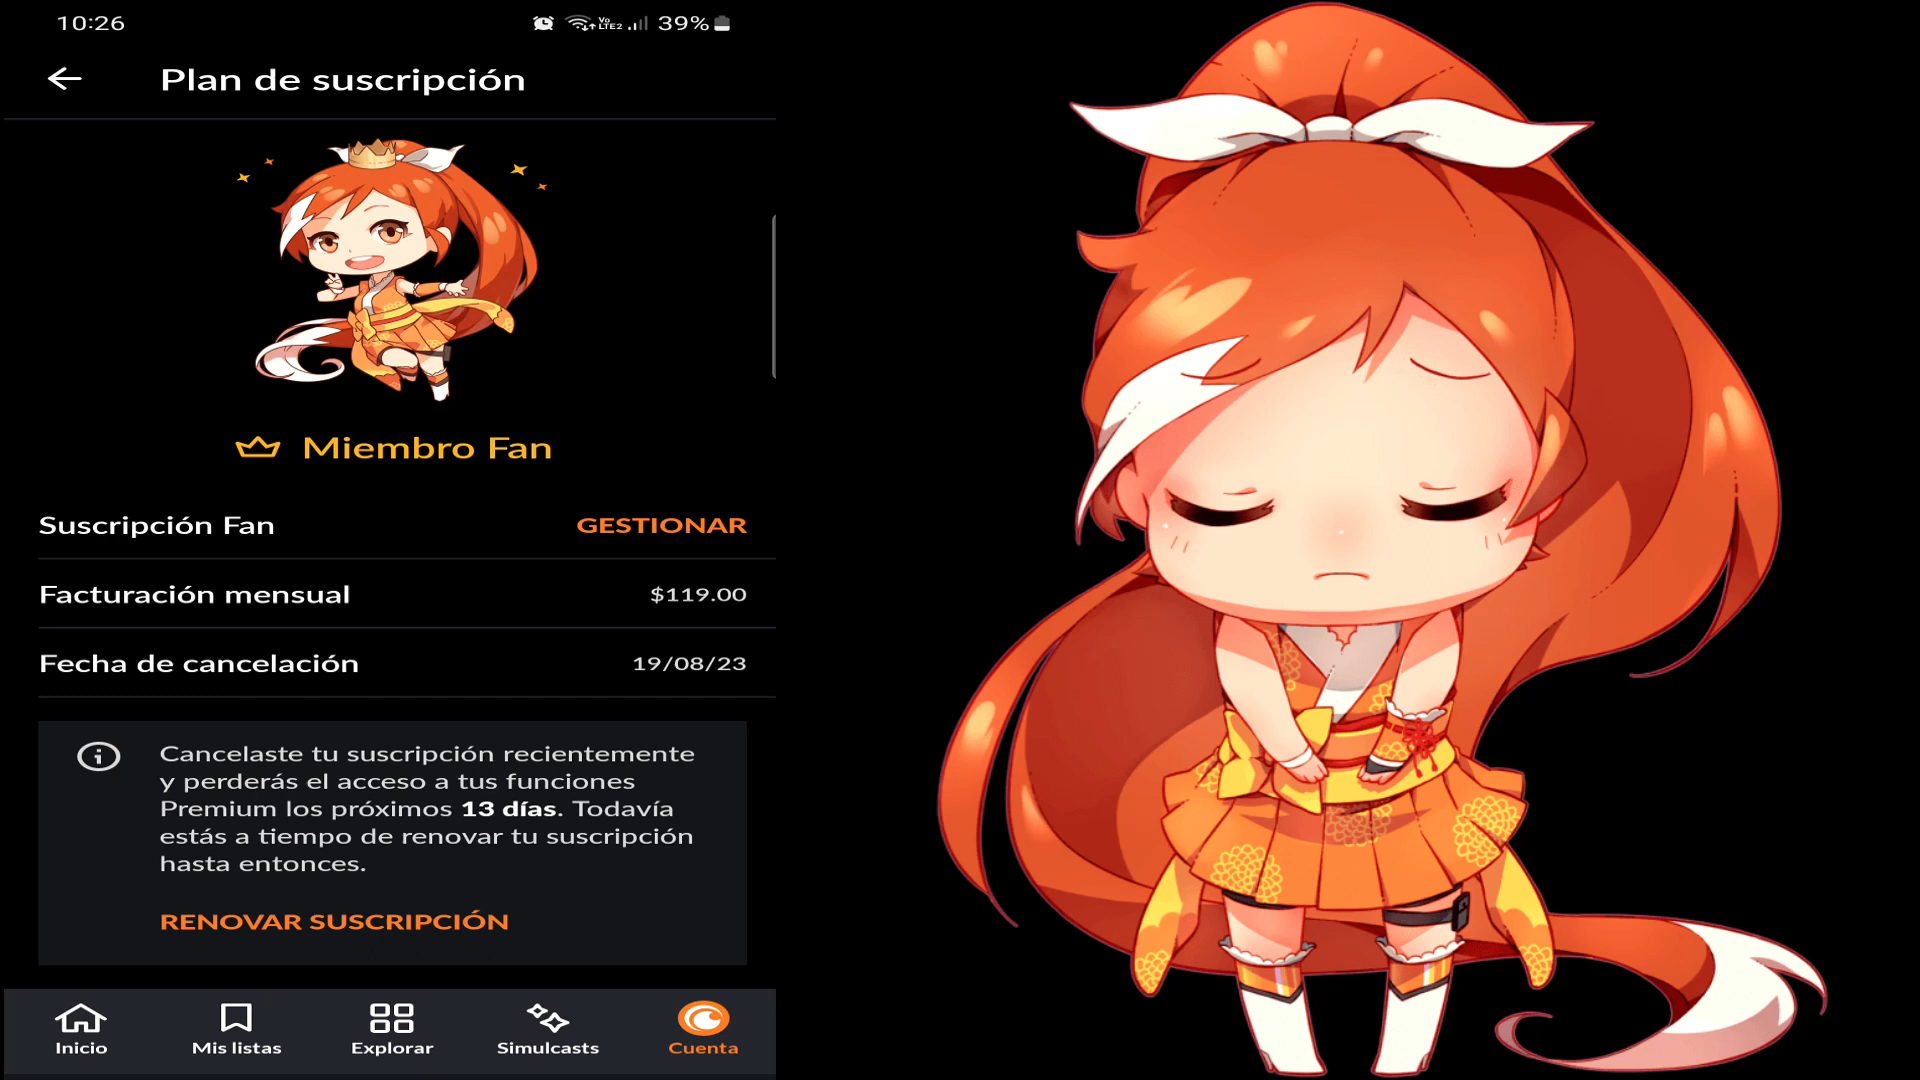 10:26
Vo
LTE2
39%
Plan de suscripción
Miembro Fan
Suscripción Fan GESTIONAR
Facturación mensual $119.00
Fecha de cancelación 19/08/23
Cancelaste tu suscripción recientemente
y perderás el acceso a tus funciones
Premium los próximos 13 días. Todavía
estás a tiempo de renovar tu suscripción
hasta entonces.
RENOVAR SUSCRIPCIÓN
Inicio Mis listas Explorar Simulcasts Cuenta